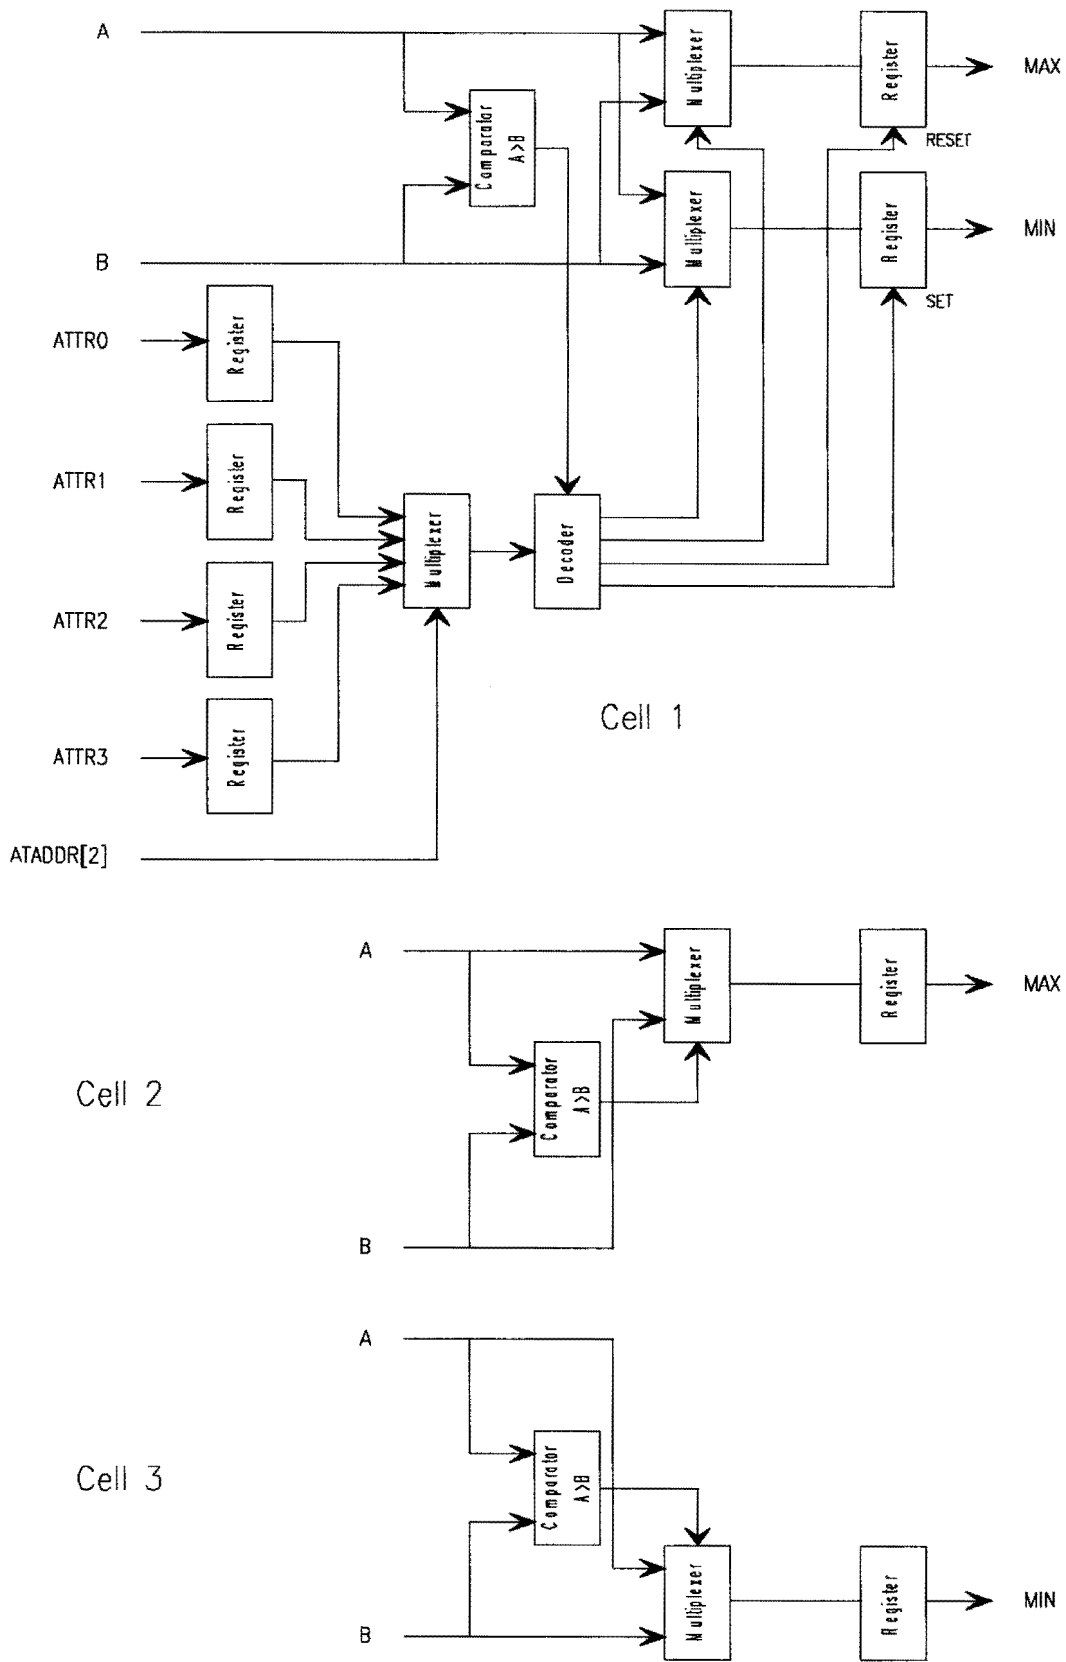 A
Multiplexer
Register
MAX
Comparator
A>B
RESET
Multiplexer
Register
MIN
B
SET
ATTR0
Register
ATTR1
Register
Multiplexer
Decoder
ATTR2
Register
Cell 1
ATTR3
Register
ATADDR[2]
A
Multiplexer
Register
MAX
Cell 2
Comparator
A>B
B
A
Cell 3
Comparator
A>B
Multiplexer
Register
MIN
B